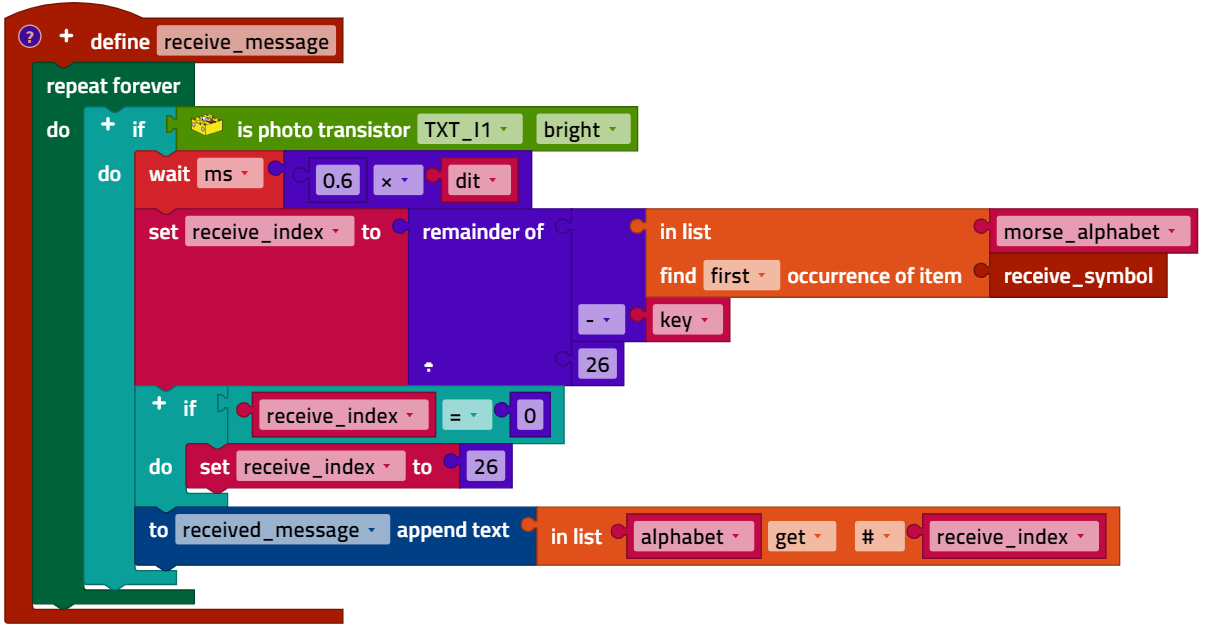 ? + define receive_message
repeat forever
do + if is photo transistor TXT_I1 bright
do wait ms 0.6 × dit
set receive_index to remainder of in list morse_alphabet
find first occurrence of item receive_symbol
- key
÷ 26
+ if receive_index = 0
do set receive_index to 26
to received_message append text in list alphabet get # receive_index